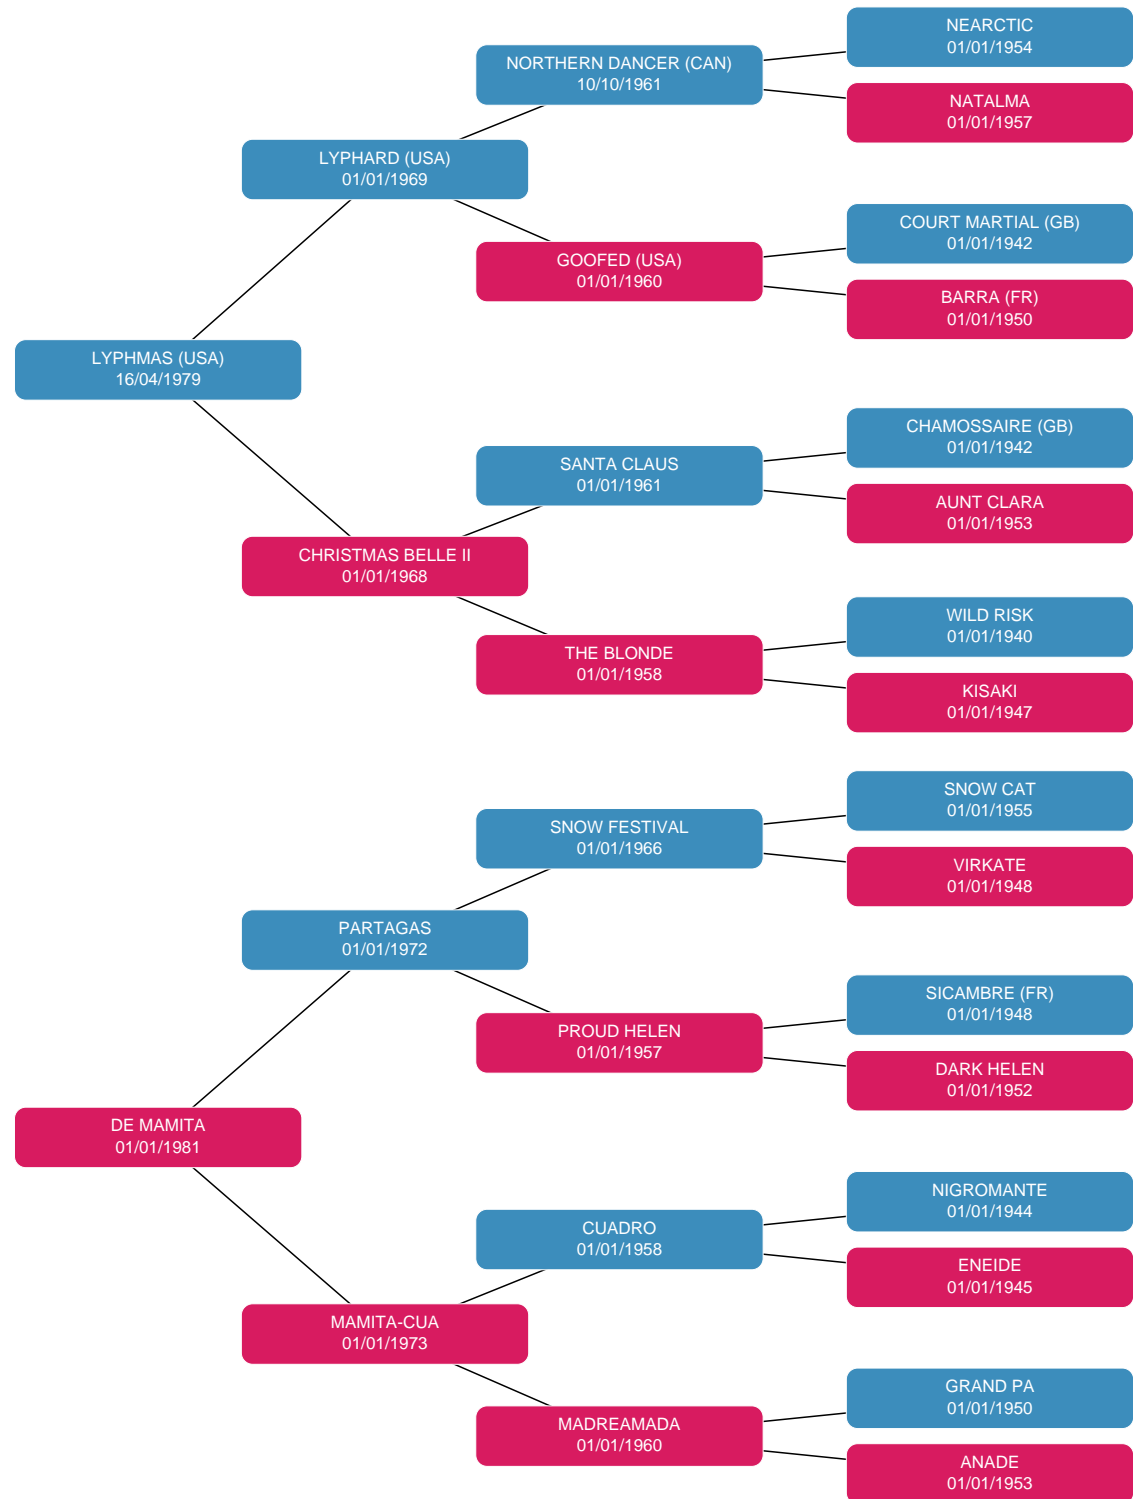 NEARCTIC
01/01/1954
NORTHERN DANCER (CAN)
10/10/1961
NATALMA
01/01/1957
LYPHARD (USA)
01/01/1969
COURT MARTIAL (GB)
01/01/1942
GOOFED (USA)
01/01/1960
BARRA (FR)
01/01/1950
LYPHMAS (USA)
16/04/1979
CHAMOSSAIRE (GB)
01/01/1942
SANTA CLAUS
01/01/1961
AUNT CLARA
01/01/1953
CHRISTMAS BELLE II
01/01/1968
WILD RISK
01/01/1940
THE BLONDE
01/01/1958
KISAKI
01/01/1947
SNOW CAT
01/01/1955
SNOW FESTIVAL
01/01/1966
VIRKATE
01/01/1948
PARTAGAS
01/01/1972
SICAMBRE (FR)
01/01/1948
PROUD HELEN
01/01/1957
DARK HELEN
01/01/1952
DE MAMITA
01/01/1981
NIGROMANTE
01/01/1944
CUADRO
01/01/1958
ENEIDE
01/01/1945
MAMITA-CUA
01/01/1973
GRAND PA
01/01/1950
MADREAMADA
01/01/1960
ANADE
01/01/1953